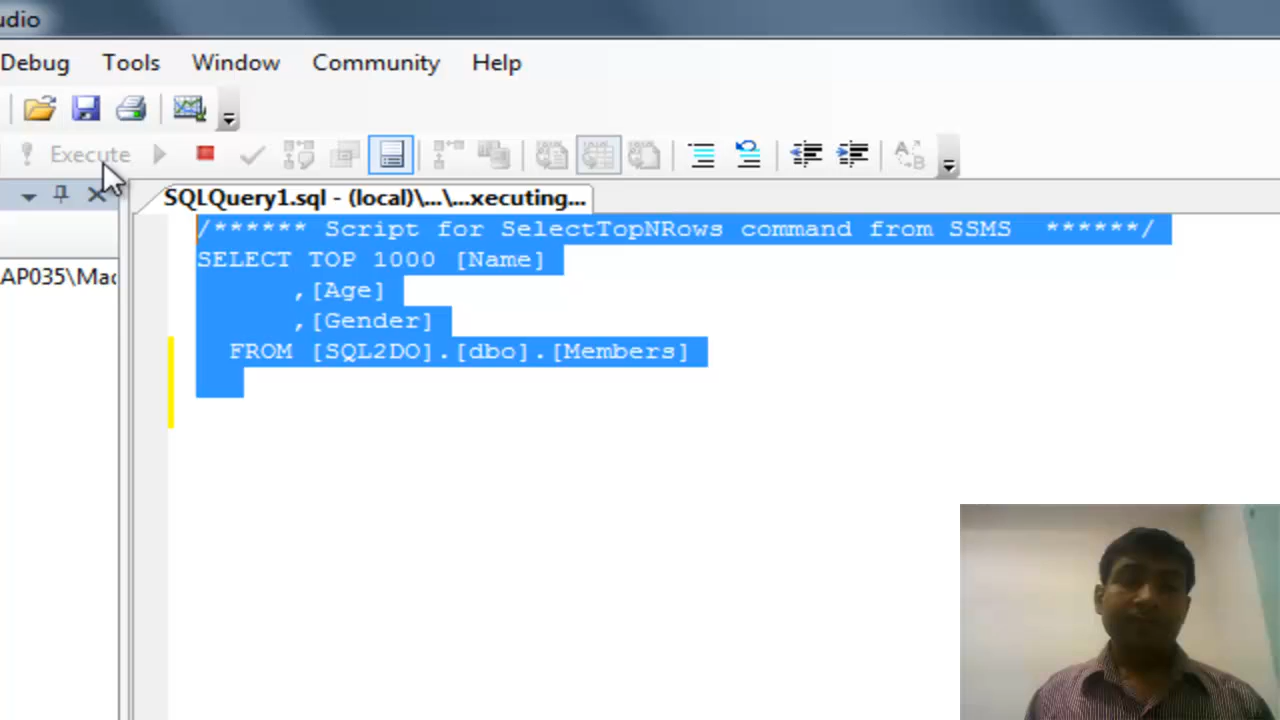 udio
Debug Tools Window Community Help
Execute
SQLQuery1.sql - (local)\...\...xecuting...
/****** Script for SelectTopNRows command from SSMS ******/
SELECT TOP 1000 [Name]
,[Age]
AP035\Mac
,[Gender]
FROM [SQL2DO].[dbo].[Members]